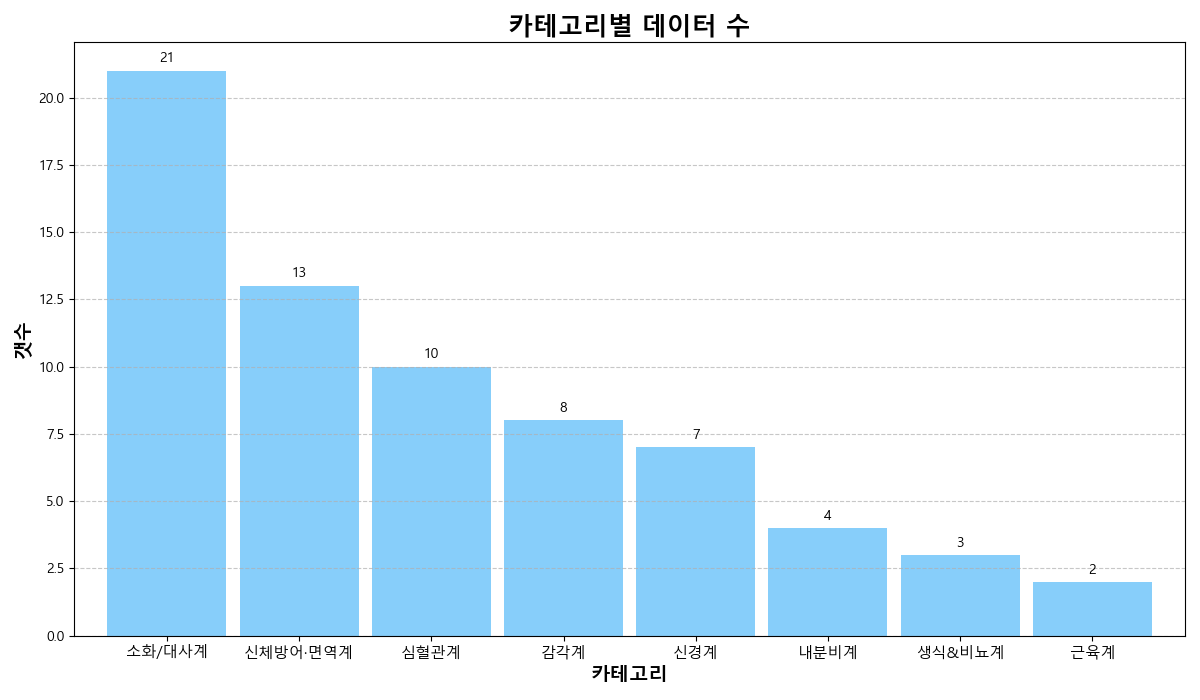 카테고리별 데이터 수
갯수
20.0
17.5
15.0
12.5
10.0
7.5
5.0
2.5
0.0
21
13
10
8
7
4
3
2
소화/대사계
신체방어·면역계
심혈관계
감각계
신경계
내분비계
생식&비뇨계
근육계
카테고리